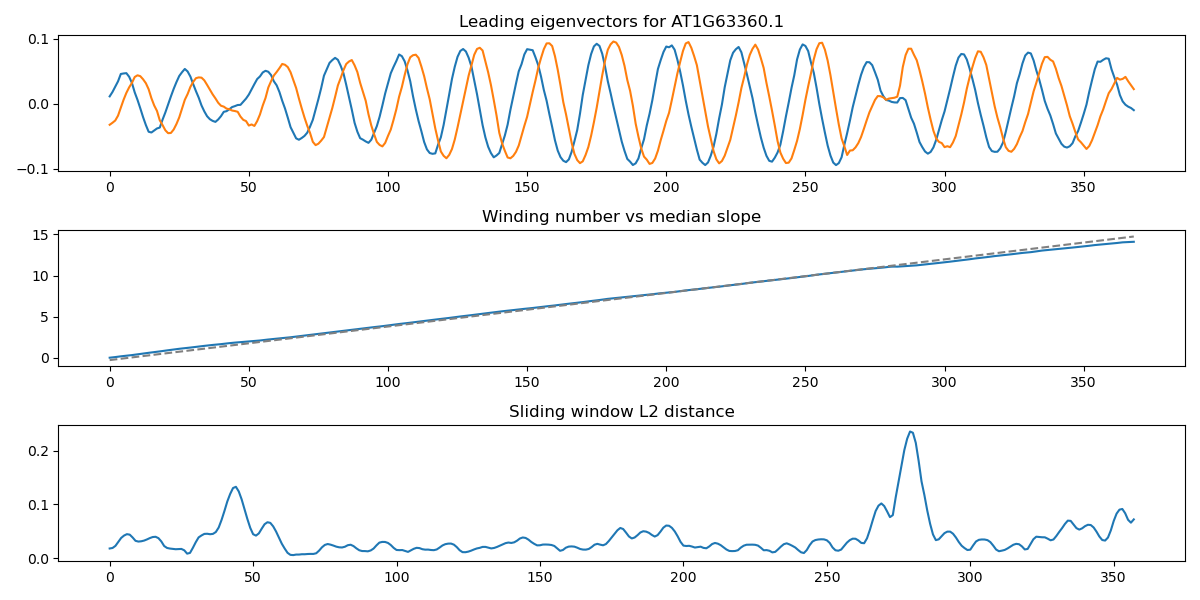 Leading eigenvectors for AT1G63360.1
0.1
0.0
−0.1
0 50 100 150 200 250 300 350
Winding number vs median slope
15
10
5
0
0 50 100 150 200 250 300 350
Sliding window L2 distance
0.2
0.1
0.0
0 50 100 150 200 250 300 350